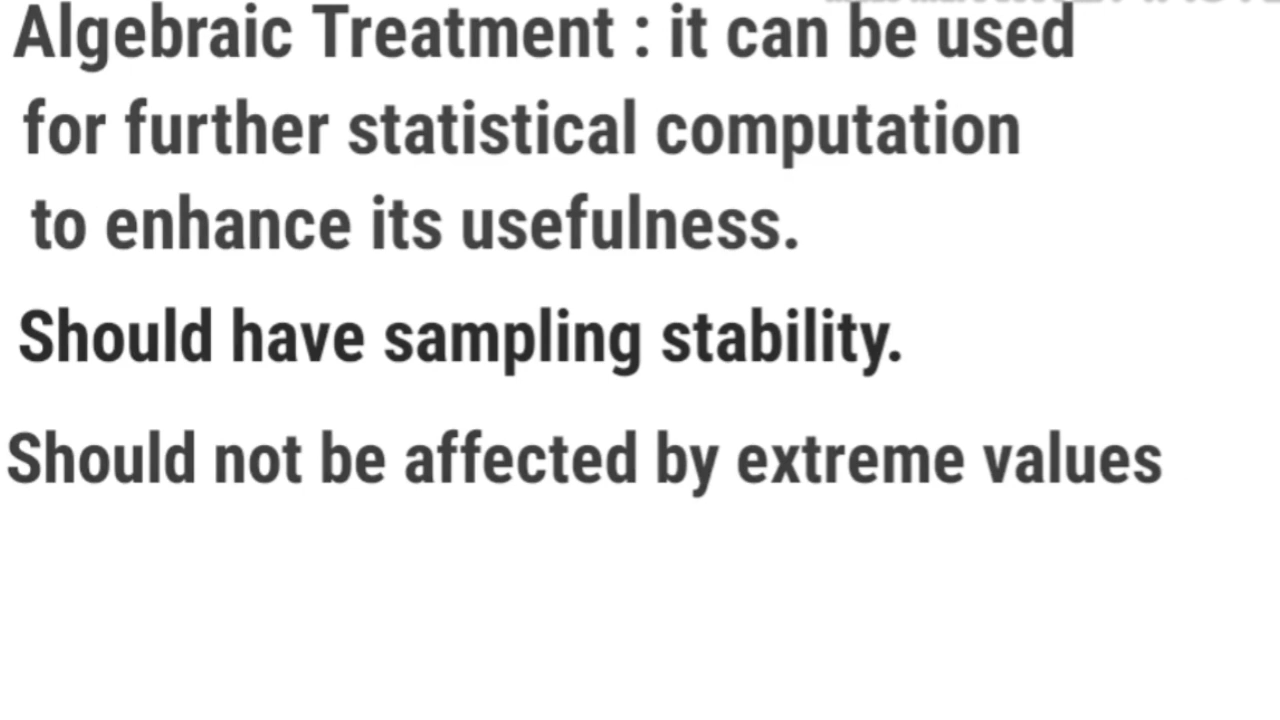 Algebraic Treatment : it can be used
for further statistical computation
to enhance its usefulness.
Should have sampling stability.
Should not be affected by extreme values